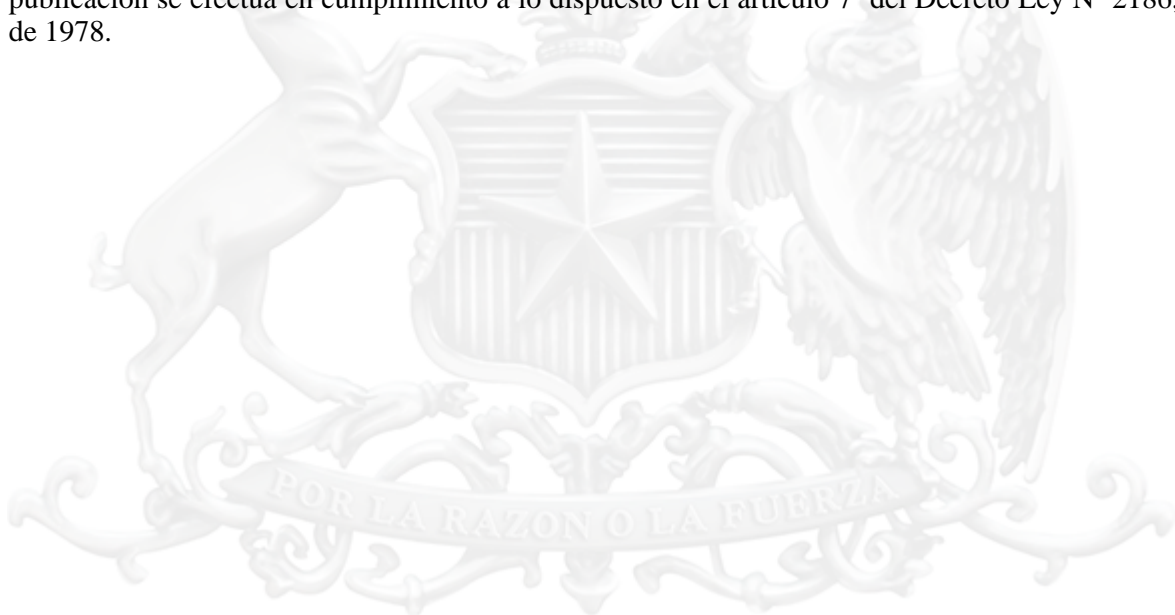 publicación se efectúa en cumplimiento a lo dispuesto en el artículo 7° del Decreto Ley N° 2186,
de 1978.
POR LA RAZON O LA FUERZA